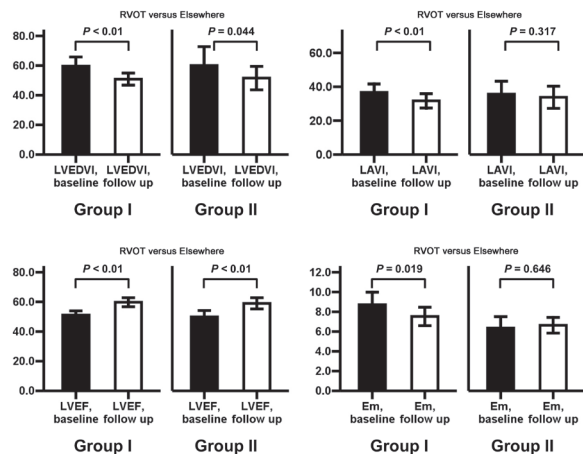 RVOT versus Elsewhere
P < 0.01
P = 0.044
80.0
60.0
40.0
20.0
0.0
LVEDVI, LVEDVI,
baseline follow up
LVEDVI, LVEDVI,
baseline follow up
Group I
Group II
RVOT versus Elsewhere
P < 0.01
P = 0.317
60.0
40.0
20.0
0.0
LAVI, LAVI,
baseline follow up
LAVI, LAVI,
baseline follow up
Group I
Group II
RVOT versus Elsewhere
P < 0.01
P < 0.01
80.0
60.0
40.0
20.0
0.0
LVEF, LVEF,
baseline follow up
LVEF, LVEF,
baseline follow up
Group I
Group II
RVOT versus Elsewhere
P = 0.019
P = 0.646
12.0
10.0
8.0
6.0
4.0
2.0
0.0
Em, Em,
baseline follow up
Em, Em,
baseline follow up
Group I
Group II